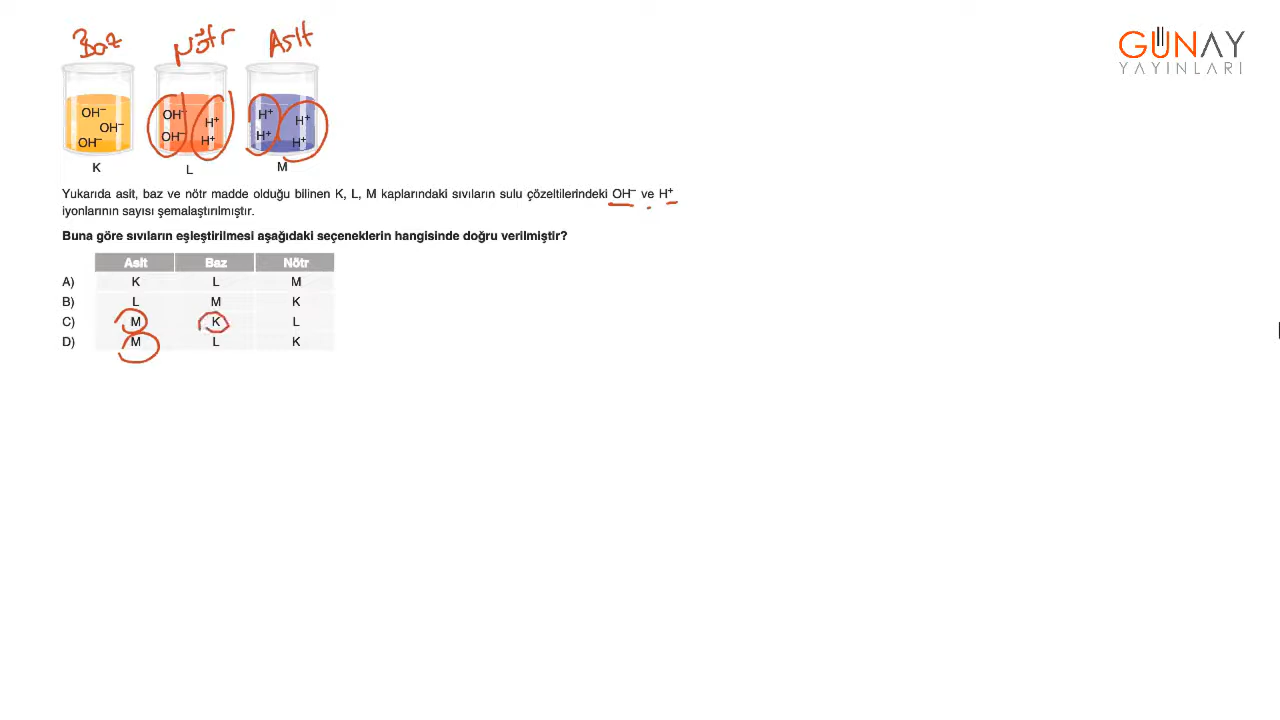 Baz Nötr Asit
GÜNAY
YAYINLARI
OH⁻ OH⁻ H⁺ H⁺
OH⁻ H⁺ H⁺
OH⁻ OH⁻ H⁺ H⁺ H⁺
K L M
Yukarıda asit, baz ve nötr madde olduğu bilinen K, L, M kaplarındaki sıvıların sulu çözeltilerindeki OH⁻ ve H⁺
iyonlarının sayısı şemalaştırılmıştır.
Buna göre sıvıların eşleştirilmesi aşağıdaki seçeneklerin hangisinde doğru verilmiştir?
Asit Baz Nötr
A) K L M
B) L M K
C) M K L
D) M L K